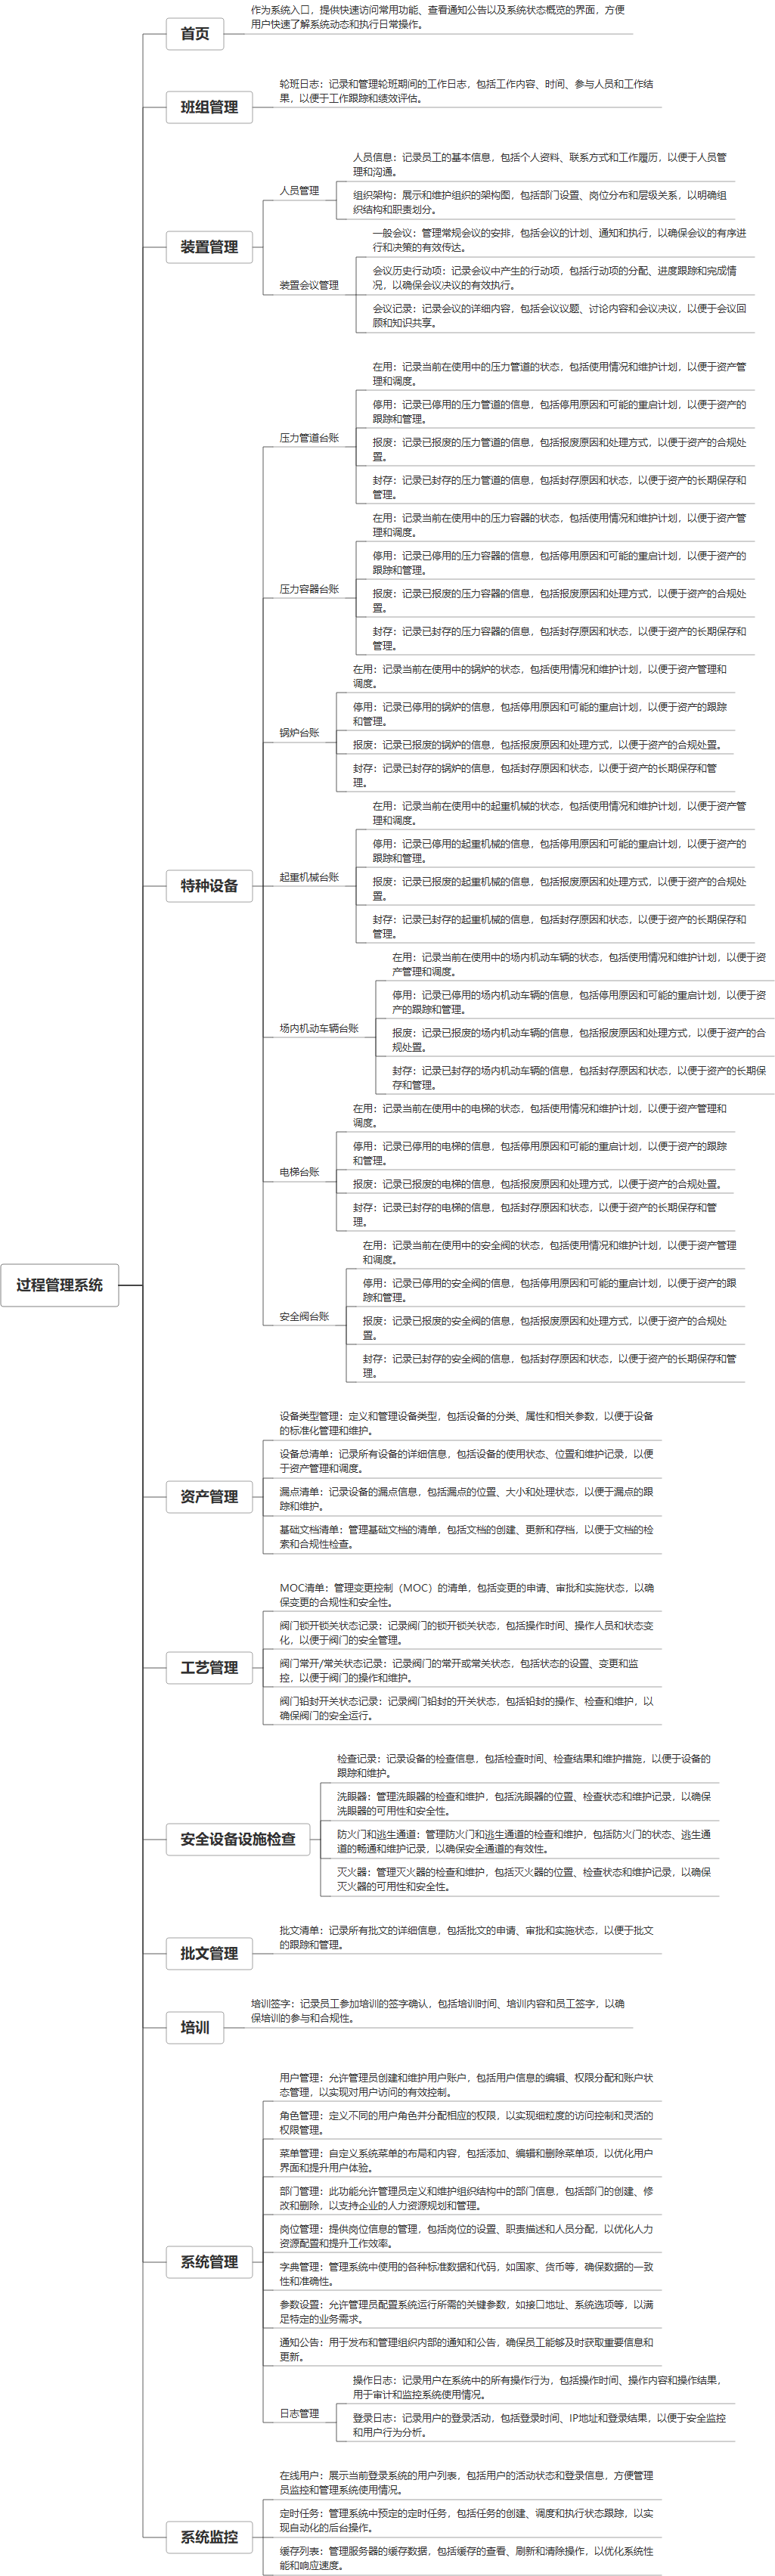 首页
作为系统入口，提供快速访问常用功能、查看通知公告以及系统状态概览的界面，方便
用户快速了解系统动态和执行日常操作。
班组管理
轮班日志：记录和管理轮班期间的工作日志，包括工作内容、时间、参与人员和工作结
果，以便于工作跟踪和绩效评估。
装置管理
人员管理
人员信息：记录员工的基本信息，包括个人资料、联系方式和工作履历，以便于人员管
理和沟通。
组织架构：展示和维护组织的架构图，包括部门设置、岗位分布和层级关系，以明确组
织结构和职责划分。
装置会议管理
一般会议：管理常规会议的安排，包括会议的计划、通知和执行，以确保会议的有序进
行和决策的有效传达。
会议历史行动项：记录会议中产生的行动项，包括行动项的分配、进度跟踪和完成情
况，以确保会议决议的有效执行。
会议记录：记录会议的详细内容，包括会议议题、讨论内容和会议决议，以便于会议回
顾和知识共享。
特种设备
压力管道台账
在用：记录当前在使用中的压力管道的状态，包括使用情况和维护计划，以便于资产管
理和调度。
停用：记录已停用的压力管道的信息，包括停用原因和可能的重启计划，以便于资产的
跟踪和管理。
报废：记录已报废的压力管道的信息，包括报废原因和处理方式，以便于资产的合规处
置。
封存：记录已封存的压力管道的信息，包括封存原因和状态，以便于资产的长期保存和
管理。
压力容器台账
在用：记录当前在使用中的压力容器的状态，包括使用情况和维护计划，以便于资产管
理和调度。
停用：记录已停用的压力容器的信息，包括停用原因和可能的重启计划，以便于资产的
跟踪和管理。
报废：记录已报废的压力容器的信息，包括报废原因和处理方式，以便于资产的合规处
置。
封存：记录已封存的压力容器的信息，包括封存原因和状态，以便于资产的长期保存和
管理。
锅炉台账
在用：记录当前在使用中的锅炉的状态，包括使用情况和维护计划，以便于资产管理和
调度。
停用：记录已停用的锅炉的信息，包括停用原因和可能的重启计划，以便于资产的跟踪
和管理。
报废：记录已报废的锅炉的信息，包括报废原因和处理方式，以便于资产的合规处置。
封存：记录已封存的锅炉的信息，包括封存原因和状态，以便于资产的长期保存和管
理。
起重机械台账
在用：记录当前在使用中的起重机械的状态，包括使用情况和维护计划，以便于资产管
理和调度。
停用：记录已停用的起重机械的信息，包括停用原因和可能的重启计划，以便于资产的
跟踪和管理。
报废：记录已报废的起重机械的信息，包括报废原因和处理方式，以便于资产的合规处
置。
封存：记录已封存的起重机械的信息，包括封存原因和状态，以便于资产的长期保存和
管理。
场内机动车辆台账
在用：记录当前在使用中的场内机动车辆的状态，包括使用情况和维护计划，以便于资
产管理和调度。
停用：记录已停用的场内机动车辆的信息，包括停用原因和可能的重启计划，以便于资
产的跟踪和管理。
报废：记录已报废的场内机动车辆的信息，包括报废原因和处理方式，以便于资产的合
规处置。
封存：记录已封存的场内机动车辆的信息，包括封存原因和状态，以便于资产的长期保
存和管理。
电梯台账
在用：记录当前在使用中的电梯的状态，包括使用情况和维护计划，以便于资产管理和
调度。
停用：记录已停用的电梯的信息，包括停用原因和可能的重启计划，以便于资产的跟踪
和管理。
报废：记录已报废的电梯的信息，包括报废原因和处理方式，以便于资产的合规处置。
封存：记录已封存的电梯的信息，包括封存原因和状态，以便于资产的长期保存和管
理。
过程管理系统
安全阀台账
在用：记录当前在使用中的安全阀的状态，包括使用情况和维护计划，以便于资产管理
和调度。
停用：记录已停用的安全阀的信息，包括停用原因和可能的重启计划，以便于资产的跟
踪和管理。
报废：记录已报废的安全阀的信息，包括报废原因和处理方式，以便于资产的合规处
置。
封存：记录已封存的安全阀的信息，包括封存原因和状态，以便于资产的长期保存和管
理。
资产管理
设备类型管理：定义和管理设备类型，包括设备的分类、属性和相关参数，以便于设备
的标准化管理和维护。
设备总清单：记录所有设备的详细信息，包括设备的使用状态、位置和维护记录，以便
于资产管理和调度。
漏点清单：记录设备的漏点信息，包括漏点的位置、大小和处理状态，以便于漏点的跟
踪和维护。
基础文档清单：管理基础文档的清单，包括文档的创建、更新和存档，以便于文档的检
索和合规性检查。
工艺管理
MOC清单：管理变更控制（MOC）的清单，包括变更的申请、审批和实施状态，以确
保变更的合规性和安全性。
阀门锁开锁关状态记录：记录阀门的锁开锁关状态，包括操作时间、操作人员和状态变
化，以便于阀门的安全管理。
阀门常开/常关状态记录：记录阀门的常开或常关状态，包括状态的设置、变更和监
控，以便于阀门的操作和维护。
阀门铅封开关状态记录：记录阀门铅封的开关状态，包括铅封的操作、检查和维护，以
确保阀门的安全运行。
安全设备设施检查
检查记录：记录设备的检查信息，包括检查时间、检查结果和维护措施，以便于设备的
跟踪和维护。
洗眼器：管理洗眼器的检查和维护，包括洗眼器的位置、检查状态和维护记录，以确保
洗眼器的可用性和安全性。
防火门和逃生通道：管理防火门和逃生通道的检查和维护，包括防火门的状态、逃生通
道的畅通和维护记录，以确保安全通道的有效性。
灭火器：管理灭火器的检查和维护，包括灭火器的位置、检查状态和维护记录，以确保
灭火器的可用性和安全性。
批文管理
批文清单：记录所有批文的详细信息，包括批文的申请、审批和实施状态，以便于批文
的跟踪和管理。
培训
培训签字：记录员工参加培训的签字确认，包括培训时间、培训内容和员工签字，以确
保培训的参与和合规性。
系统管理
用户管理：允许管理员创建和维护用户账户，包括用户信息的编辑、权限分配和账户状
态管理，以实现对用户访问的有效控制。
角色管理：定义不同的用户角色并分配相应的权限，以实现细粒度的访问控制和灵活的
权限管理。
菜单管理：自定义系统菜单的布局和内容，包括添加、编辑和删除菜单项，以优化用户
界面和提升用户体验。
部门管理：此功能允许管理员定义和维护组织结构中的部门信息，包括部门的创建、修
改和删除，以支持企业的人力资源规划和管理。
岗位管理：提供岗位信息的管理，包括岗位的设置、职责描述和人员分配，以优化人力
资源配置和提升工作效率。
字典管理：管理系统中使用的各种标准数据和代码，如国家、货币等，确保数据的一致
性和准确性。
参数设置：允许管理员配置系统运行所需的关键参数，如接口地址、系统选项等，以满
足特定的业务需求。
通知公告：用于发布和管理组织内部的通知和公告，确保员工能够及时获取重要信息和
更新。
日志管理
操作日志：记录用户在系统中的所有操作行为，包括操作时间、操作内容和操作结果，
用于审计和监控系统使用情况。
登录日志：记录用户的登录活动，包括登录时间、IP地址和登录结果，以便于安全监控
和用户行为分析。
系统监控
在线用户：展示当前登录系统的用户列表，包括用户的活动状态和登录信息，方便管理
员监控和管理系统使用情况。
定时任务：管理系统中预定的定时任务，包括任务的创建、调度和执行状态跟踪，以实
现自动化的后台操作。
缓存列表：管理服务器的缓存数据，包括缓存的查看、刷新和清除操作，以优化系统性
能和响应速度。